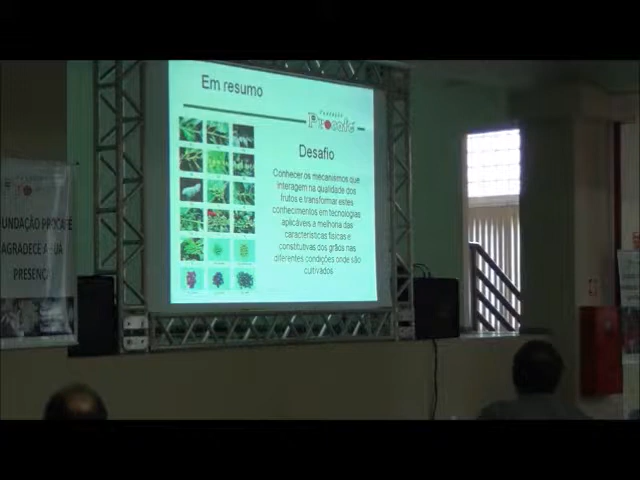 Em resumo
FUNDAÇÃO
Procafé
Desafio
Conhecer os mecanismos que
interagem na qualidade dos
frutos e transformar estes
conhecimentos em tecnologias
aplicáveis a melhoria das
características físicas e
constitutivas dos grãos nas
diferentes condições onde são
cultivados
UNDAÇÃO PROCAFÉ
AGRADECE A UA
PRESENÇ